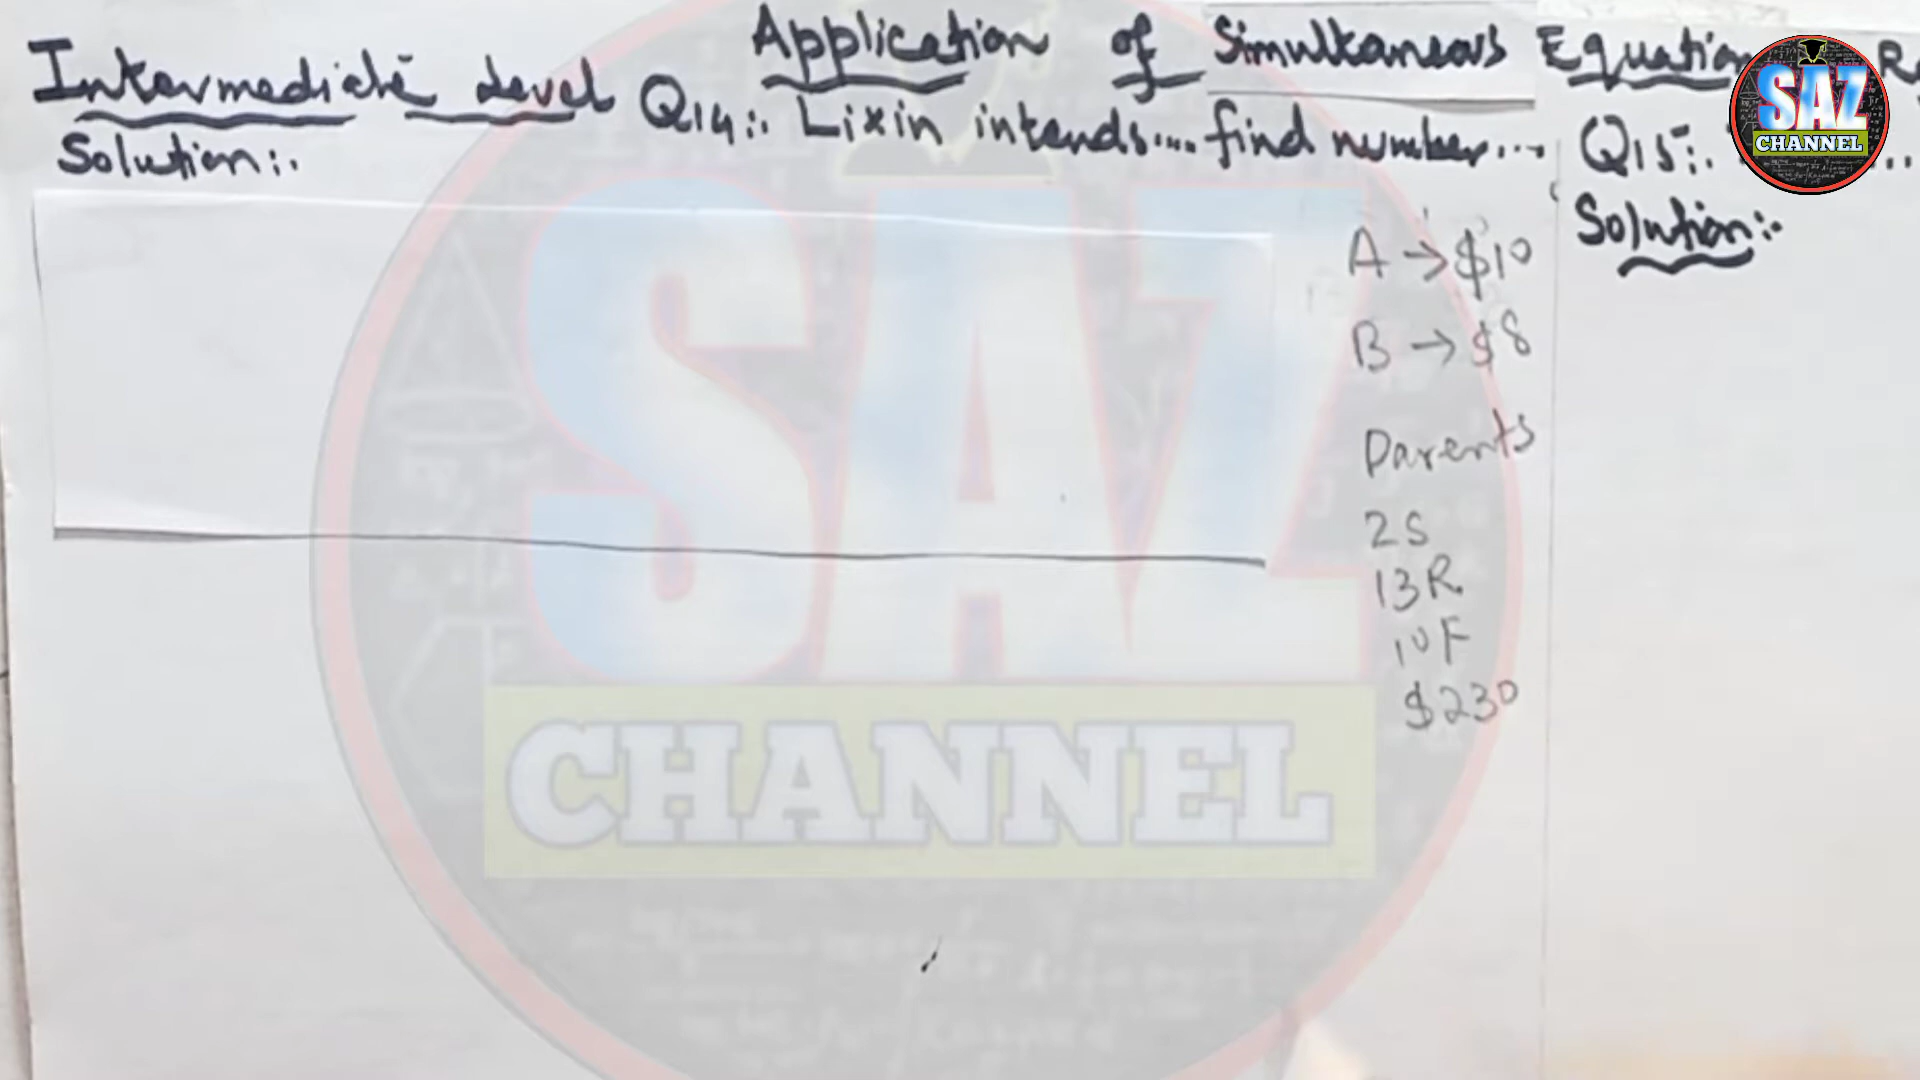 Application of Simultaneous Equation
Intermediate Level Q14:. Lixin intends.... find number...
Solution:.
A → $10
B → $8
Parents
2S
13R
10F
$230
Q15:.
Solution:.
SAZ
CHANNEL
SAZ
CHANNEL